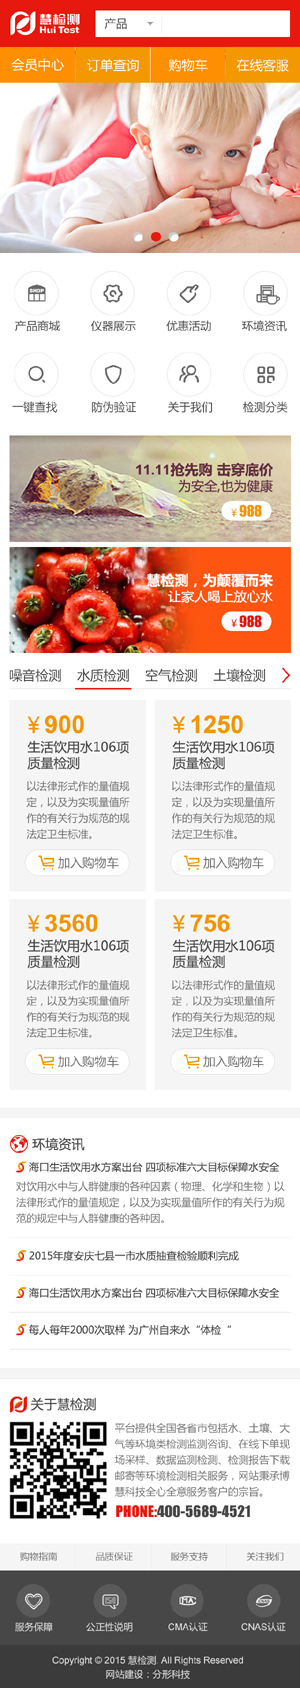 慧检测
Hui Test
产品
会员中心 订单查询 购物车 在线客服
SHOP
产品商城 仪器展示 优惠活动 环境资讯
一键查找 防伪验证 关于我们 检测分类
11.11抢先购 击穿底价
为安全,也为健康
¥ 988
慧检测，为颠覆而来
让家人喝上放心水
¥ 988
噪音检测 水质检测 空气检测 土壤检测
¥ 900
生活饮用水106项
质量检测
以法律形式作的量值规
定，以及为实现量值所
作的有关行为规范的规
法定卫生标准。
加入购物车
¥ 1250
生活饮用水106项
质量检测
以法律形式作的量值规
定，以及为实现量值所
作的有关行为规范的规
法定卫生标准。
加入购物车
¥ 3560
生活饮用水106项
质量检测
以法律形式作的量值规
定，以及为实现量值所
作的有关行为规范的规
法定卫生标准。
加入购物车
¥ 756
生活饮用水106项
质量检测
以法律形式作的量值规
定，以及为实现量值所
作的有关行为规范的规
法定卫生标准。
加入购物车
环境资讯
海口生活饮用水方案出台 四项标准六大目标保障水安全
对饮用水中与人群健康的各种因素（物理、化学和生物）以
法律形式作的量值规定，以及为实现量值所作的有关行为规
范的规定中与人群健康的各种因。
2015年度安庆七县一市水质抽查检验顺利完成
海口生活饮用水方案出台 四项标准六大目标保障水安全
每人每年2000次取样 为广州自来水“体检“
关于慧检测
平台提供全国各省市包括水、土壤、大
气等环境类检测监测咨询、在线下单现
场采样、数据监测检测、检测报告下载
邮寄等环境检测相关服务，网站秉承博
慧科技全心全意服务客户的宗旨。
PHONE:400-5689-4521
购物指南 品质保证 服务支持 关注我们
服务保障 公正性说明 CMA认证 CNAS认证
Copyright © 2015 慧检测. All Rights Reserved
网站建设：分形科技